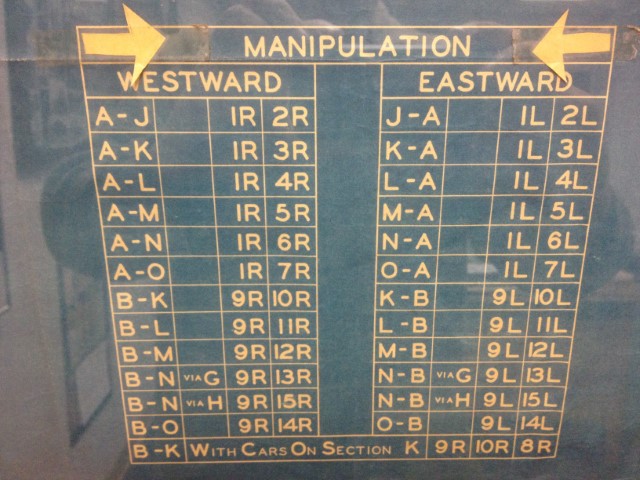 MANIPULATION
WESTWARD EASTWARD
A-J 1R 2R J-A 1L 2L
A-K 1R 3R K-A 1L 3L
A-L 1R 4R L-A 1L 4L
A-M 1R 5R M-A 1L 5L
A-N 1R 6R N-A 1L 6L
A-O 1R 7R O-A 1L 7L
B-K 9R 10R K-B 9L 10L
B-L 9R 11R L-B 9L 11L
B-M 9R 12R M-B 9L 12L
B-N VIA G 9R 13R N-B VIA G 9L 13L
B-N VIA H 9R 15R N-B VIA H 9L 15L
B-O 9R 14R O-B 9L 14L
B-K WITH CARS ON SECTION K 9R 10R 8R